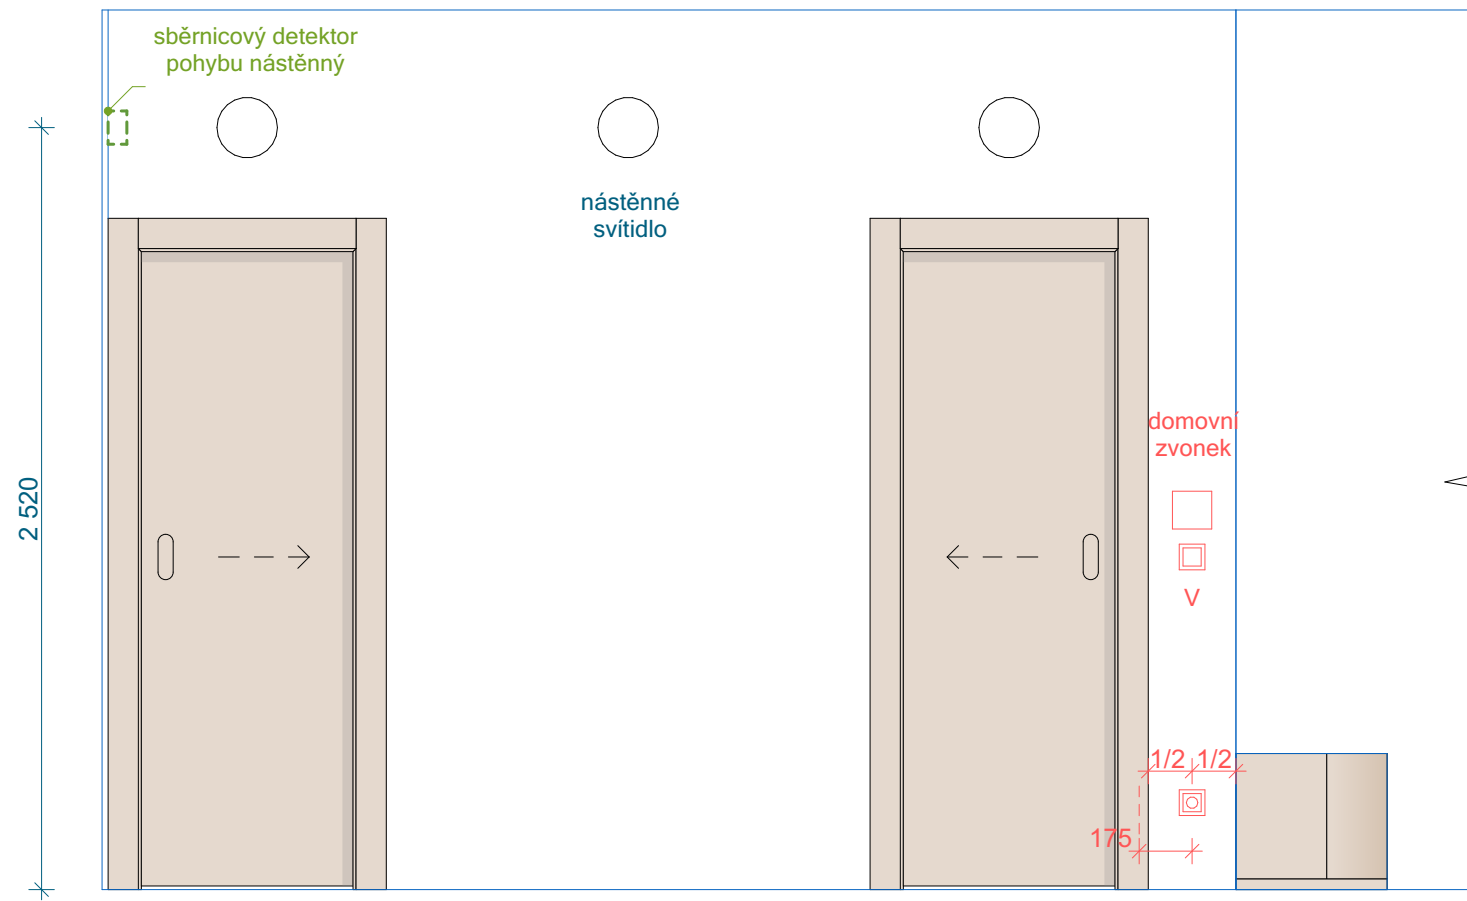 sběrnicový detektor
pohybu nástěnný
nástěnné
svítidlo
2 520
domovní
zvonek
V
1/2 1/2
175